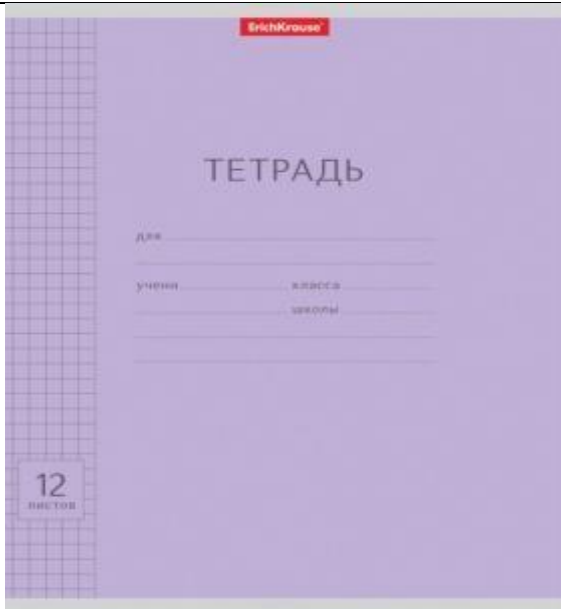 ErichKrause
ТЕТРАДЬ
для
учени класса
школы
12
листов